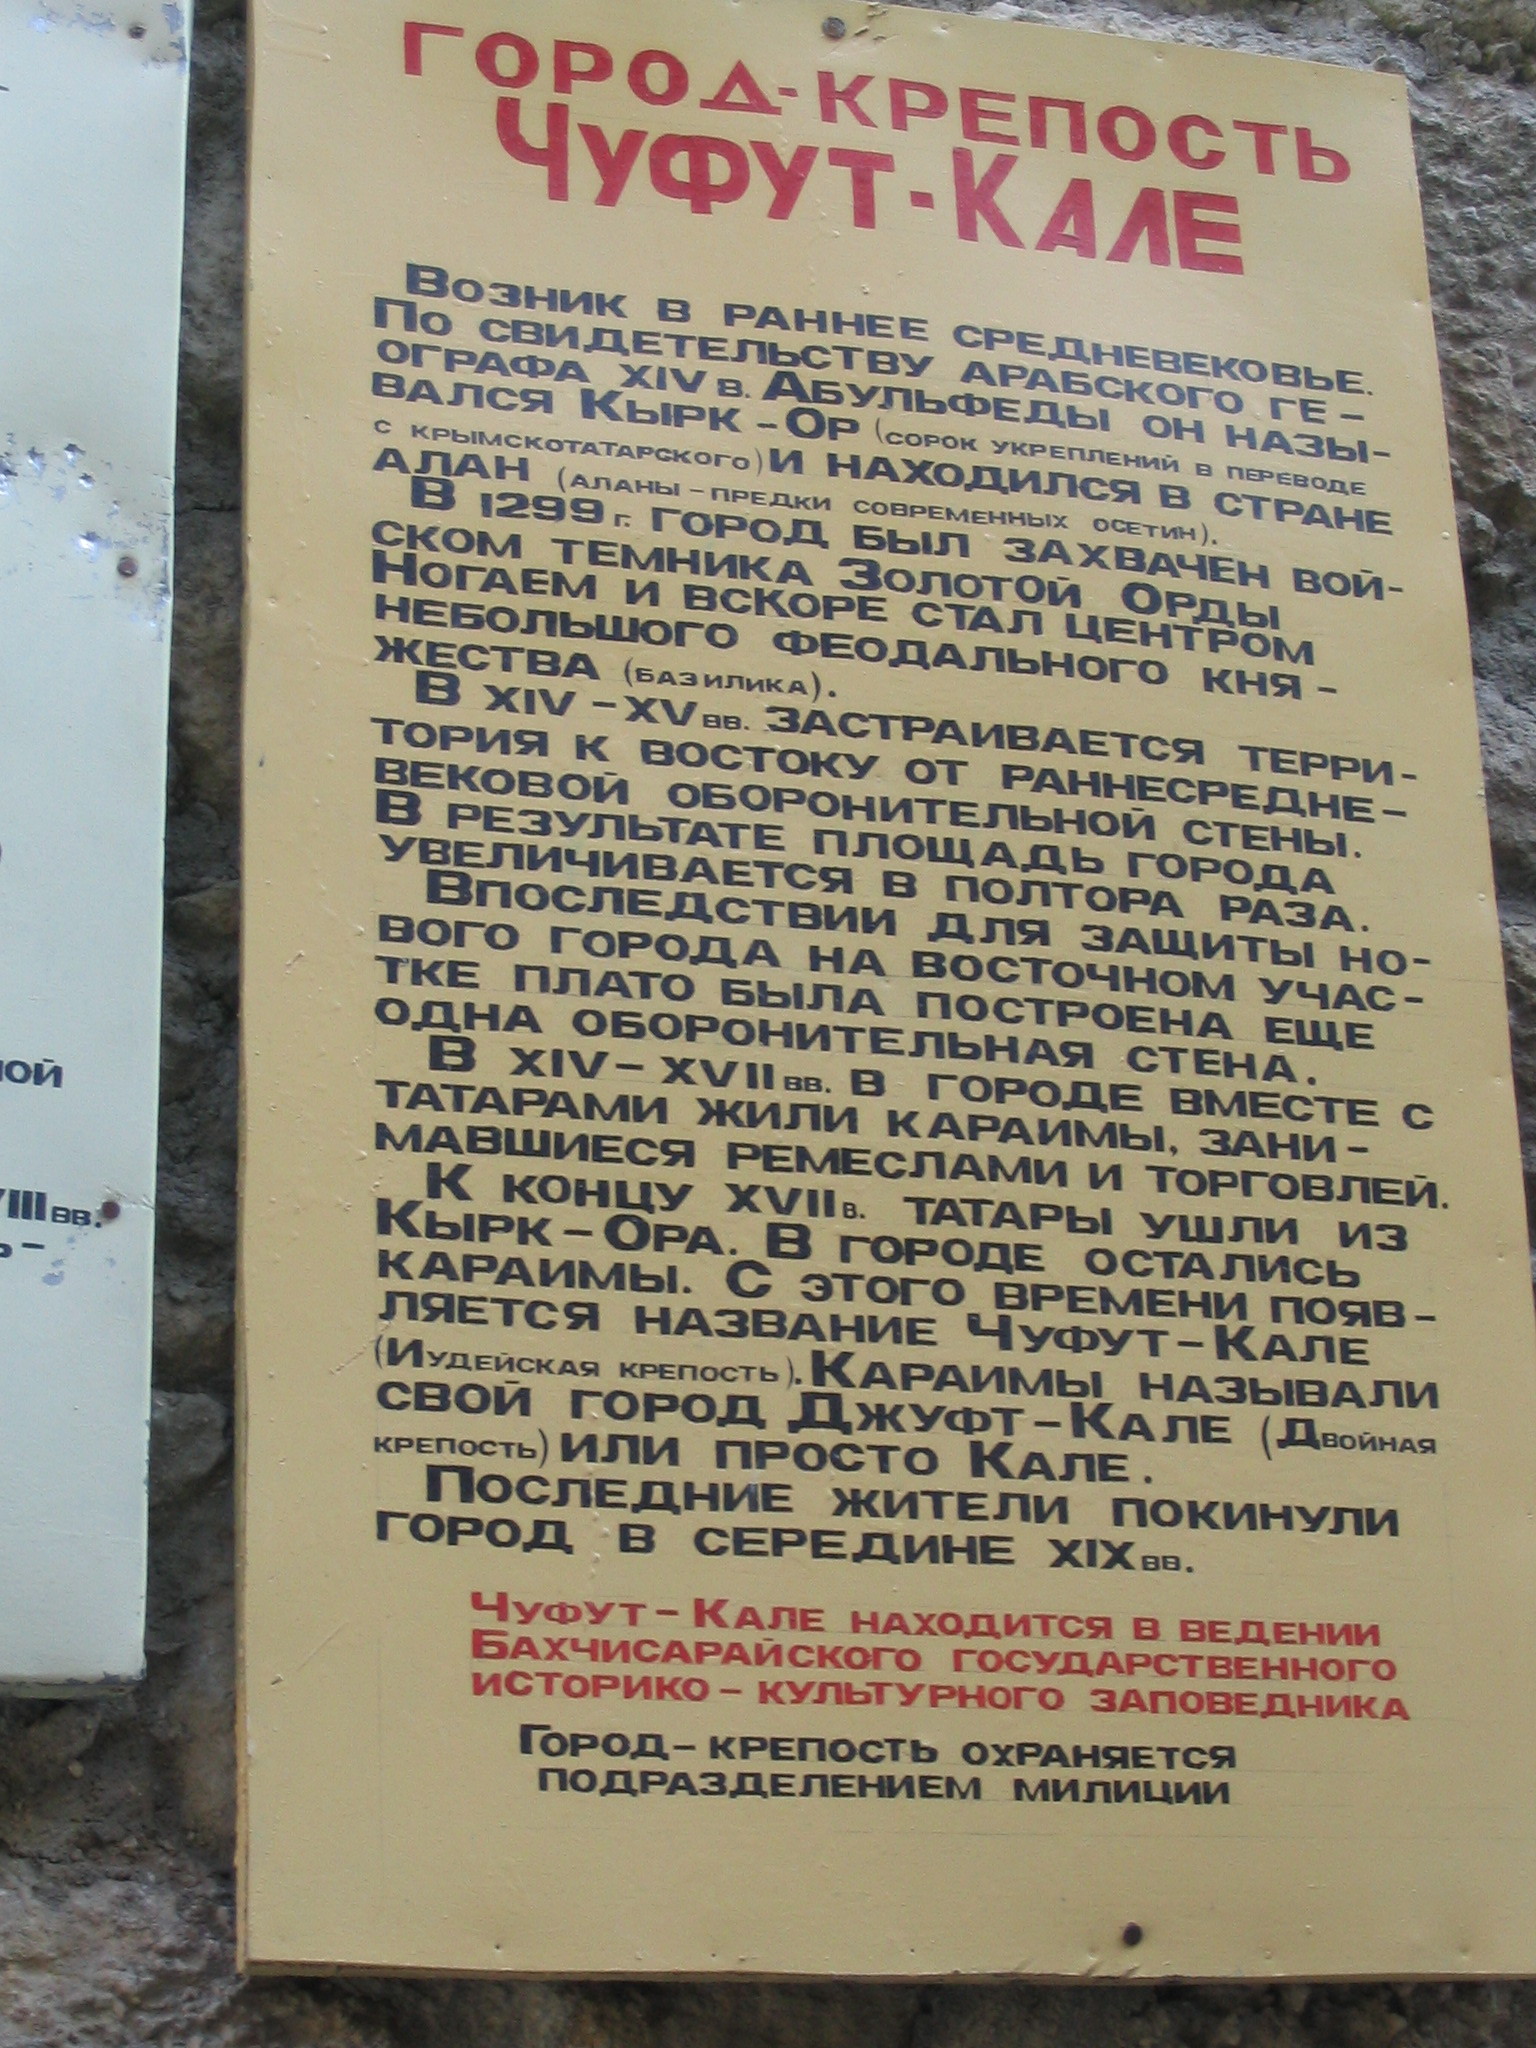 ГОРОД-КРЕПОСТЬ
ЧУФУТ-КАЛЕ
Возник в раннее средневековье.
По свидетельству арабского ге-
ографа XIV в. Абульфеды он назы-
вался Кырк-Ор (сорок укреплений в переводе
с крымскотатарского) и находился в стране
алан (аланы-предки современных осетин).
В 1299 г. город был захвачен вой-
ском темника Золотой Орды
Ногаем и вскоре стал центром
небольшого феодального кня-
жества (базилика).
В XIV-XV вв. застраивается терри-
тория к востоку от раннесредне-
вековой оборонительной стены.
В результате площадь города
увеличивается в полтора раза.
Впоследствии для защиты но-
вого города на восточном учас-
тке плато была построена еще
одна оборонительная стена.
В XIV-XVII вв. в городе вместе с
татарами жили караимы, зани-
мавшиеся ремеслами и торговлей.
К концу XVII в. татары ушли из
Кырк-Ора. В городе остались
караимы. С этого времени появ-
ляется название Чуфут-Кале
(Иудейская крепость). Караимы называли
свой город Джуфт-Кале (Двойная
крепость) или просто Кале.
Последние жители покинули
город в середине XIX вв.
Чуфут-Кале находится в ведении
Бахчисарайского государственного
историко-культурного заповедника
Город-крепость охраняется
подразделением милиции
вв.